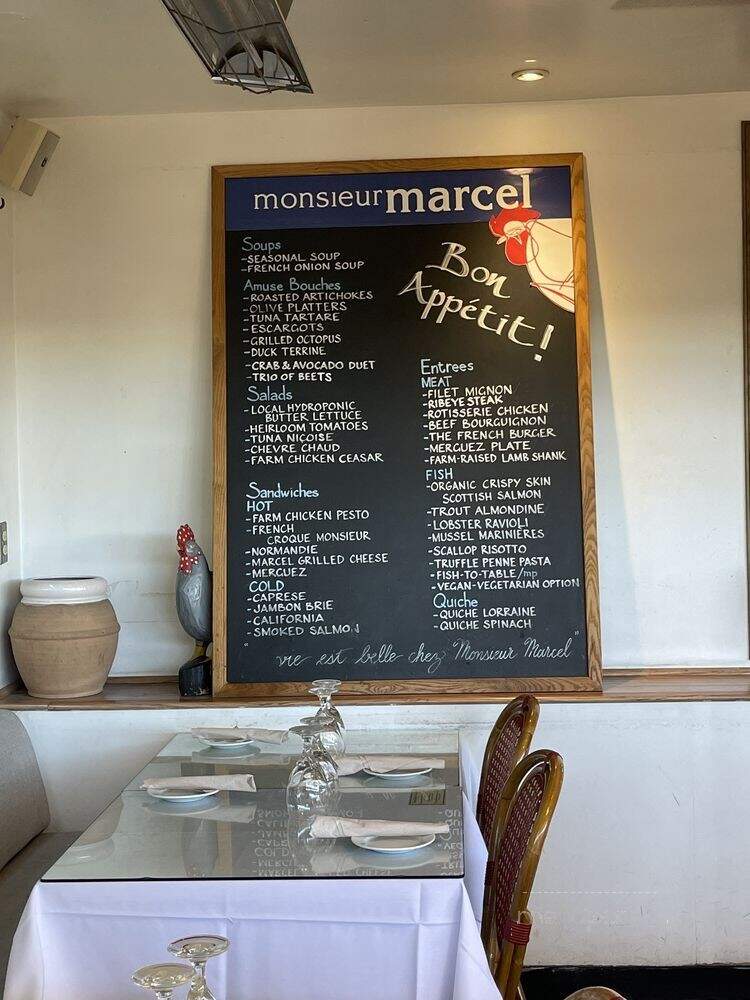 monsieur marcel
Bon
Appétit!
Soups
-SEASONAL SOUP
-FRENCH ONION SOUP
Amuse Bouches
-ROASTED ARTICHOKES
-OLIVE PLATTERS
-TUNA TARTARE
-ESCARGOTS
-GRILLED OCTOPUS
-DUCK TERRINE
-CRAB & AVOCADO DUET
-TRIO OF BEETS
Salads
-LOCAL HYDROPONIC
BUTTER LETTUCE
-HEIRLOOM TOMATOES
-TUNA NICOISE
-CHEVRE CHAUD
-FARM CHICKEN CEASAR
Sandwiches
HOT
-FARM CHICKEN PESTO
-FRENCH
CROQUE MONSIEUR
-NORMANDIE
-MARCEL GRILLED CHEESE
-MERGUEZ
COLD
-CAPRESE
-JAMBON BRIE
-CALIFORNIA
-SMOKED SALMON
Entrees
MEAT
-FILET MIGNON
-RIBEYE STEAK
-ROTISSERIE CHICKEN
-BEEF BOURGUIGNON
-THE FRENCH BURGER
-MERGUEZ PLATE
-FARM-RAISED LAMB SHANK
FISH
-ORGANIC CRISPY SKIN
SCOTTISH SALMON
-TROUT ALMONDINE
-LOBSTER RAVIOLI
-MUSSEL MARINIÈRES
-SCALLOP RISOTTO
-TRUFFLE PENNE PASTA
-FISH-TO-TABLE/mp
-VEGAN-VEGETARIAN OPTION
Quiche
-QUICHE LORRAINE
-QUICHE SPINACH
"vie est belle chez Monsieur Marcel"